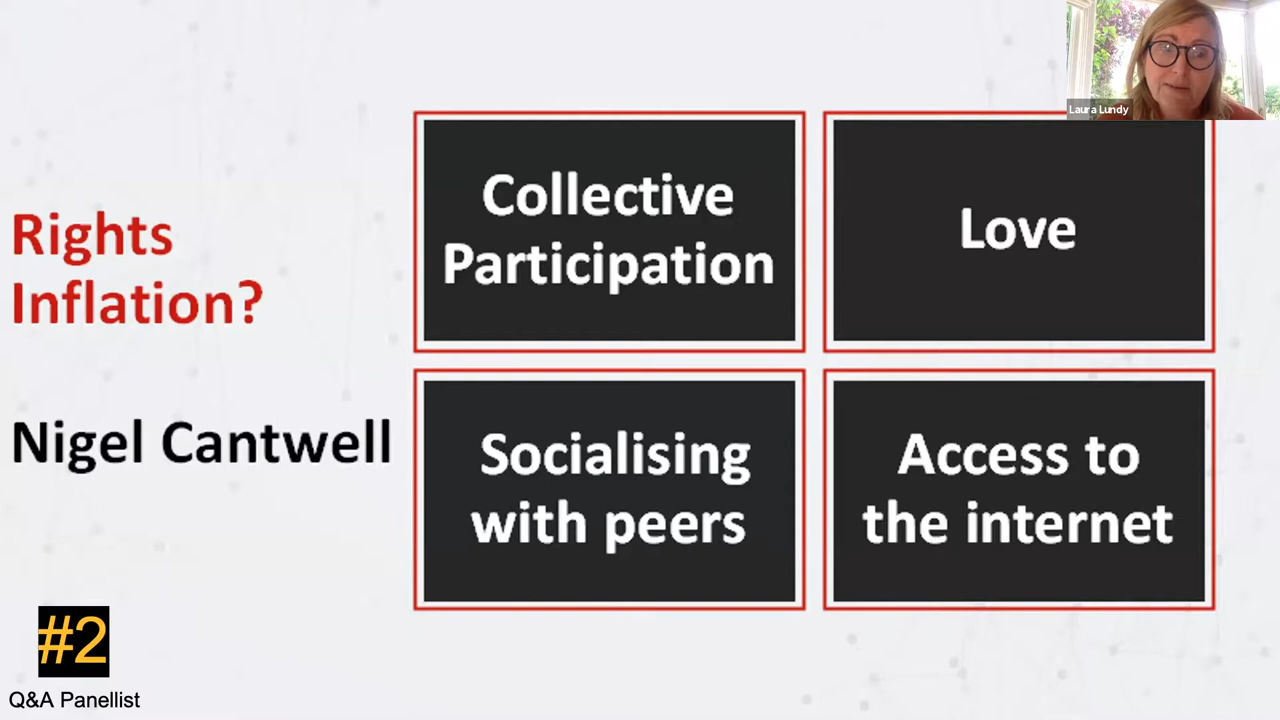 Laura Lundy
Rights
Inflation?
Nigel Cantwell
Collective
Participation
Love
Socialising
with peers
Access to
the internet
#2
Q&A Panellist